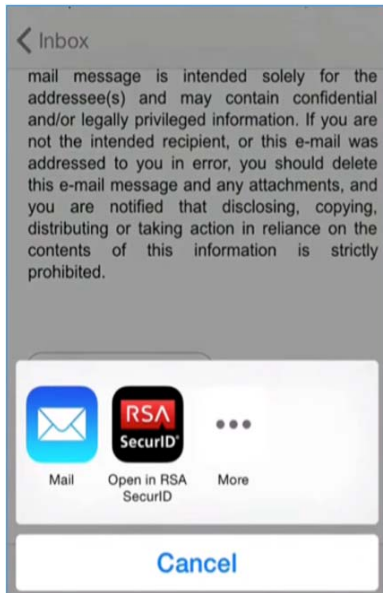 Inbox
mail message is intended solely for the
addressee(s) and may contain confidential
and/or legally privileged information. If you are
not the intended recipient, or this e-mail was
addressed to you in error, you should delete
this e-mail message and any attachments, and
you are notified that disclosing, copying,
distributing or taking action in reliance on the
contents of this information is strictly
prohibited.
RSA
SecurID®
Mail
Open in RSA
SecurID
More
Cancel